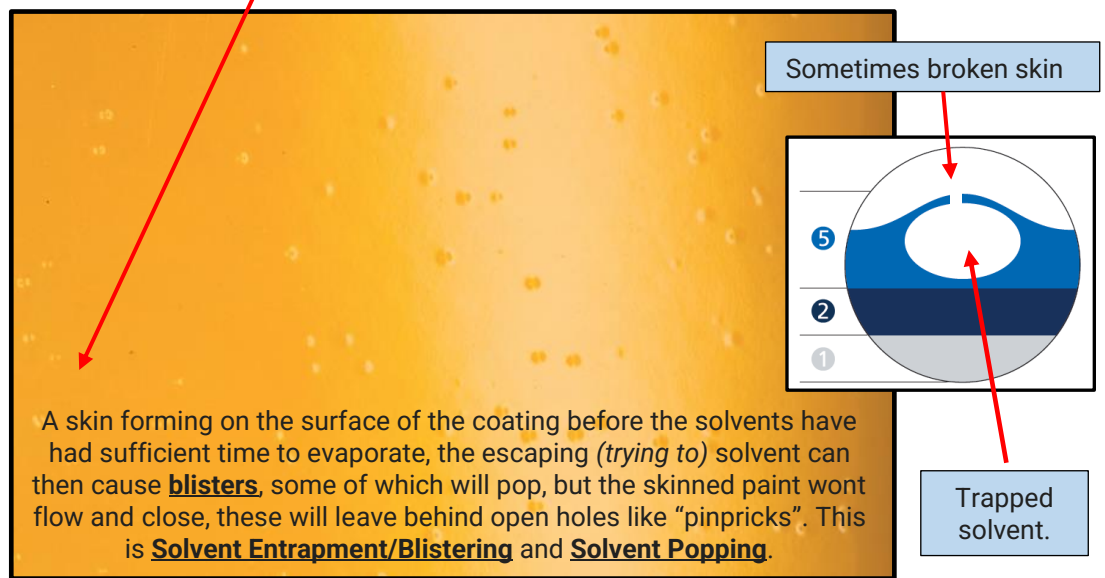 Sometimes broken skin
5
2
1
A skin forming on the surface of the coating before the solvents have
had sufficient time to evaporate, the escaping (trying to) solvent can
then cause blisters, some of which will pop, but the skinned paint wont
flow and close, these will leave behind open holes like “pinpricks”. This
is Solvent Entrapment/Blistering and Solvent Popping.
Trapped
solvent.